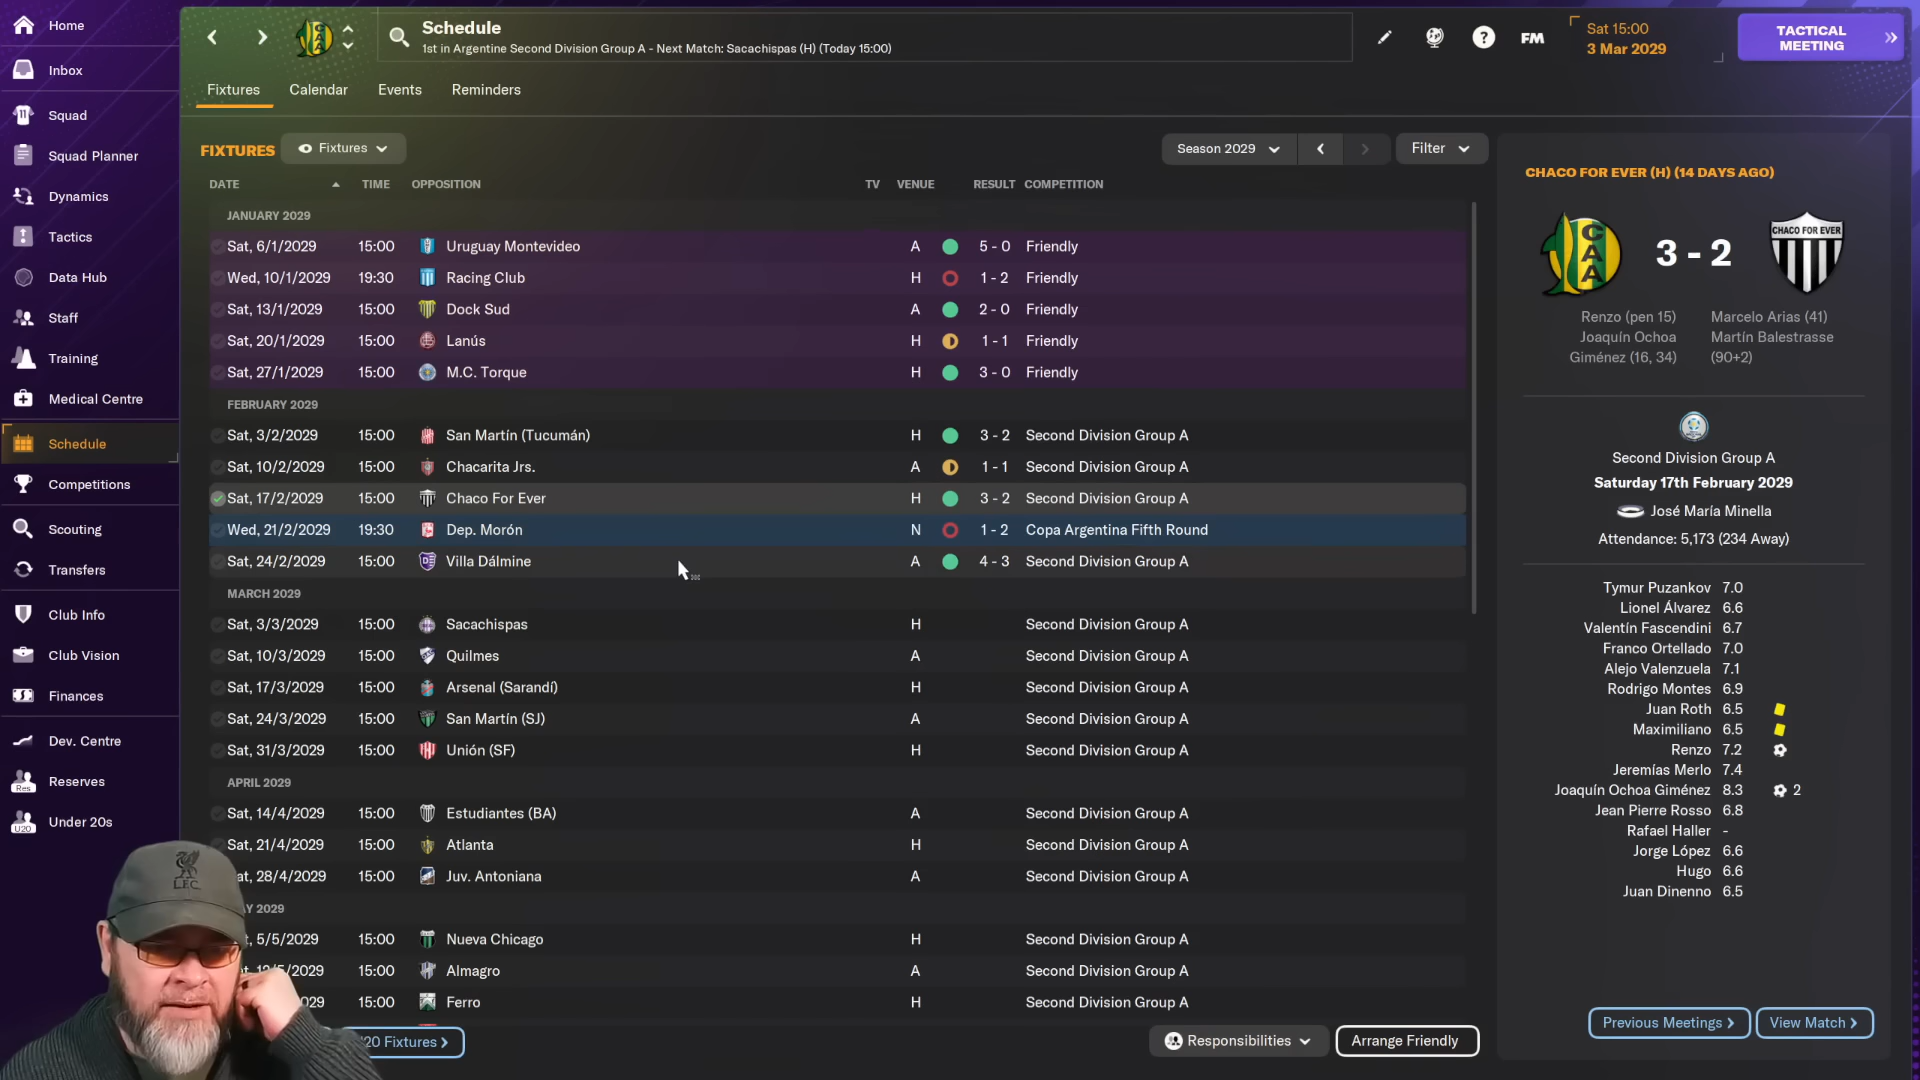 Home
Inbox
Squad
Squad Planner
Dynamics
Tactics
Data Hub
Staff
Training
Medical Centre
Schedule
Competitions
Scouting
Transfers
Club Info
Club Vision
Finances
Dev. Centre
Reserves
Under 20s
Schedule
1st in Argentine Second Division Group A - Next Match: Sacachispas (H) (Today 15:00)
FM
Sat 15:00
3 Mar 2029
TACTICAL
MEETING
Fixtures Calendar Events Reminders
FIXTURES Fixtures
Season 2029 Filter
DATE TIME OPPOSITION TV VENUE RESULT COMPETITION
JANUARY 2029
Sat, 6/1/2029 15:00 Uruguay Montevideo A 5 - 0 Friendly
Wed, 10/1/2029 19:30 Racing Club H 1 - 2 Friendly
Sat, 13/1/2029 15:00 Dock Sud A 2 - 0 Friendly
Sat, 20/1/2029 15:00 Lanús H 1 - 1 Friendly
Sat, 27/1/2029 15:00 M.C. Torque H 3 - 0 Friendly
FEBRUARY 2029
Sat, 3/2/2029 15:00 San Martín (Tucumán) H 3 - 2 Second Division Group A
Sat, 10/2/2029 15:00 Chacarita Jrs. A 1 - 1 Second Division Group A
Sat, 17/2/2029 15:00 Chaco For Ever H 3 - 2 Second Division Group A
Wed, 21/2/2029 19:30 Dep. Morón N 1 - 2 Copa Argentina Fifth Round
Sat, 24/2/2029 15:00 Villa Dálmine A 4 - 3 Second Division Group A
MARCH 2029
Sat, 3/3/2029 15:00 Sacachispas H Second Division Group A
Sat, 10/3/2029 15:00 Quilmes A Second Division Group A
Sat, 17/3/2029 15:00 Arsenal (Sarandí) H Second Division Group A
Sat, 24/3/2029 15:00 San Martín (SJ) A Second Division Group A
Sat, 31/3/2029 15:00 Unión (SF) H Second Division Group A
APRIL 2029
Sat, 14/4/2029 15:00 Estudiantes (BA) A Second Division Group A
Sat, 21/4/2029 15:00 Atlanta H Second Division Group A
Sat, 28/4/2029 15:00 Juv. Antoniana A Second Division Group A
2029
5/5/2029 15:00 Nueva Chicago H Second Division Group A
15:00 Almagro A Second Division Group A
15:00 Ferro H Second Division Group A
Fixtures
Responsibilities Arrange Friendly
CHACO FOR EVER (H) (14 DAYS AGO)
CAA
3 - 2
CHACO FOR EVER
Renzo (pen 15)
Joaquín Ochoa
Giménez (16, 34)
Marcelo Arias (41)
Martín Balestrasse
(90+2)
Second Division Group A
Saturday 17th February 2029
José María Minella
Attendance: 5,173 (234 Away)
Tymur Puzankov 7.0
Lionel Álvarez 6.6
Valentín Fascendini 6.7
Franco Ortellado 7.0
Alejo Valenzuela 7.1
Rodrigo Montes 6.9
Juan Roth 6.5
Maximiliano 6.5
Renzo 7.2
Jeremías Merlo 7.4
Joaquín Ochoa Giménez 8.3 2
Jean Pierre Rosso 6.8
Rafael Haller -
Jorge López 6.6
Hugo 6.6
Juan Dinenno 6.5
Previous Meetings View Match
L.F.C.